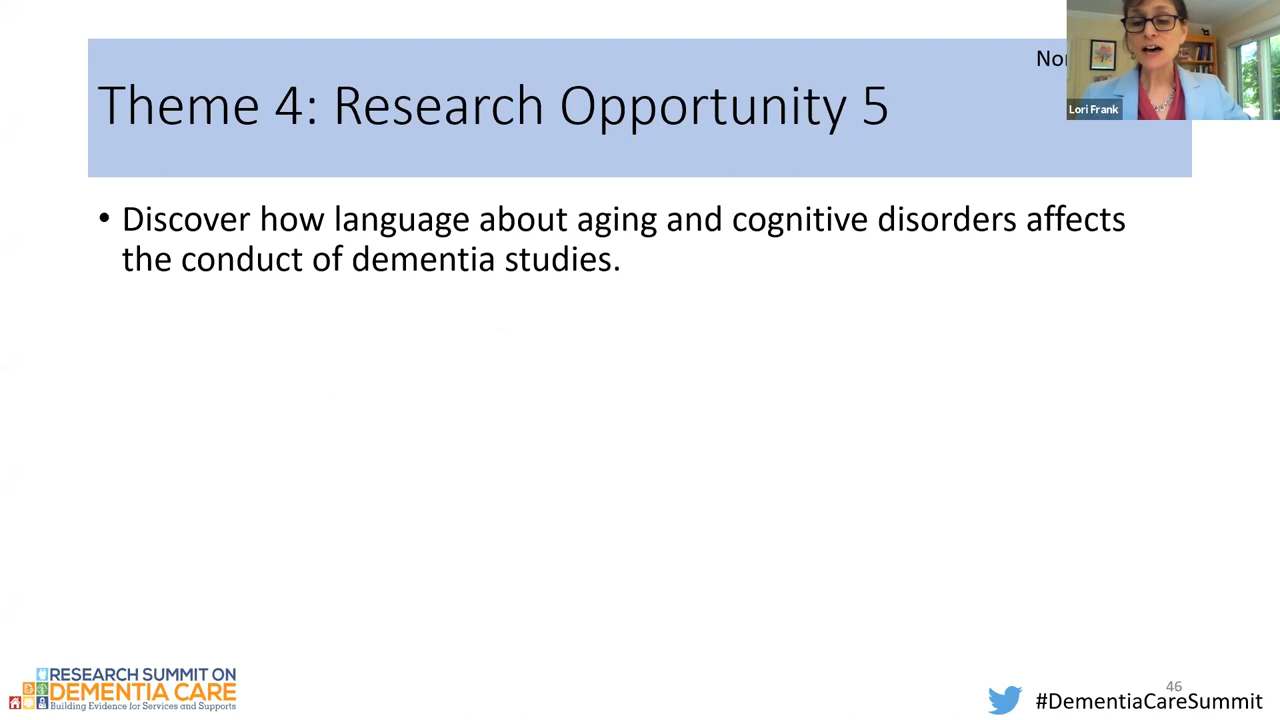 Theme 4: Research Opportunity 5
Lori Frank
• Discover how language about aging and cognitive disorders affects
the conduct of dementia studies.
RESEARCH SUMMIT ON
DEMENTIA CARE
Building Evidence for Services and Supports
46
#DementiaCareSummit